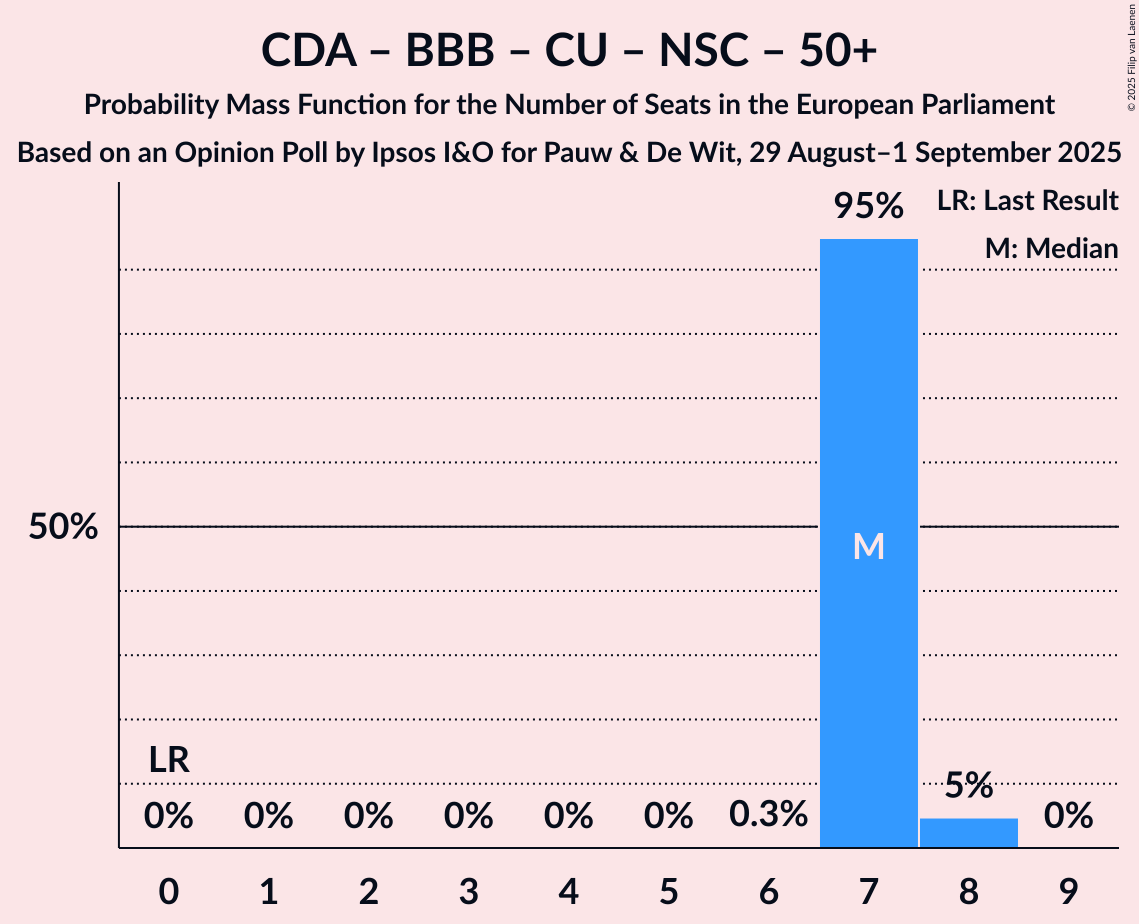 CDA – BBB – CU – NSC – 50+
Probability Mass Function for the Number of Seats in the European Parliament
Based on an Opinion Poll by Ipsos I&O for Pauw & De Wit, 29 August–1 September 2025
© 2025 Filip van Laenen
LR: Last Result
M: Median
95%
50%
M
LR
0% 0% 0% 0% 0% 0% 0.3% 5% 0%
0 1 2 3 4 5 6 7 8 9